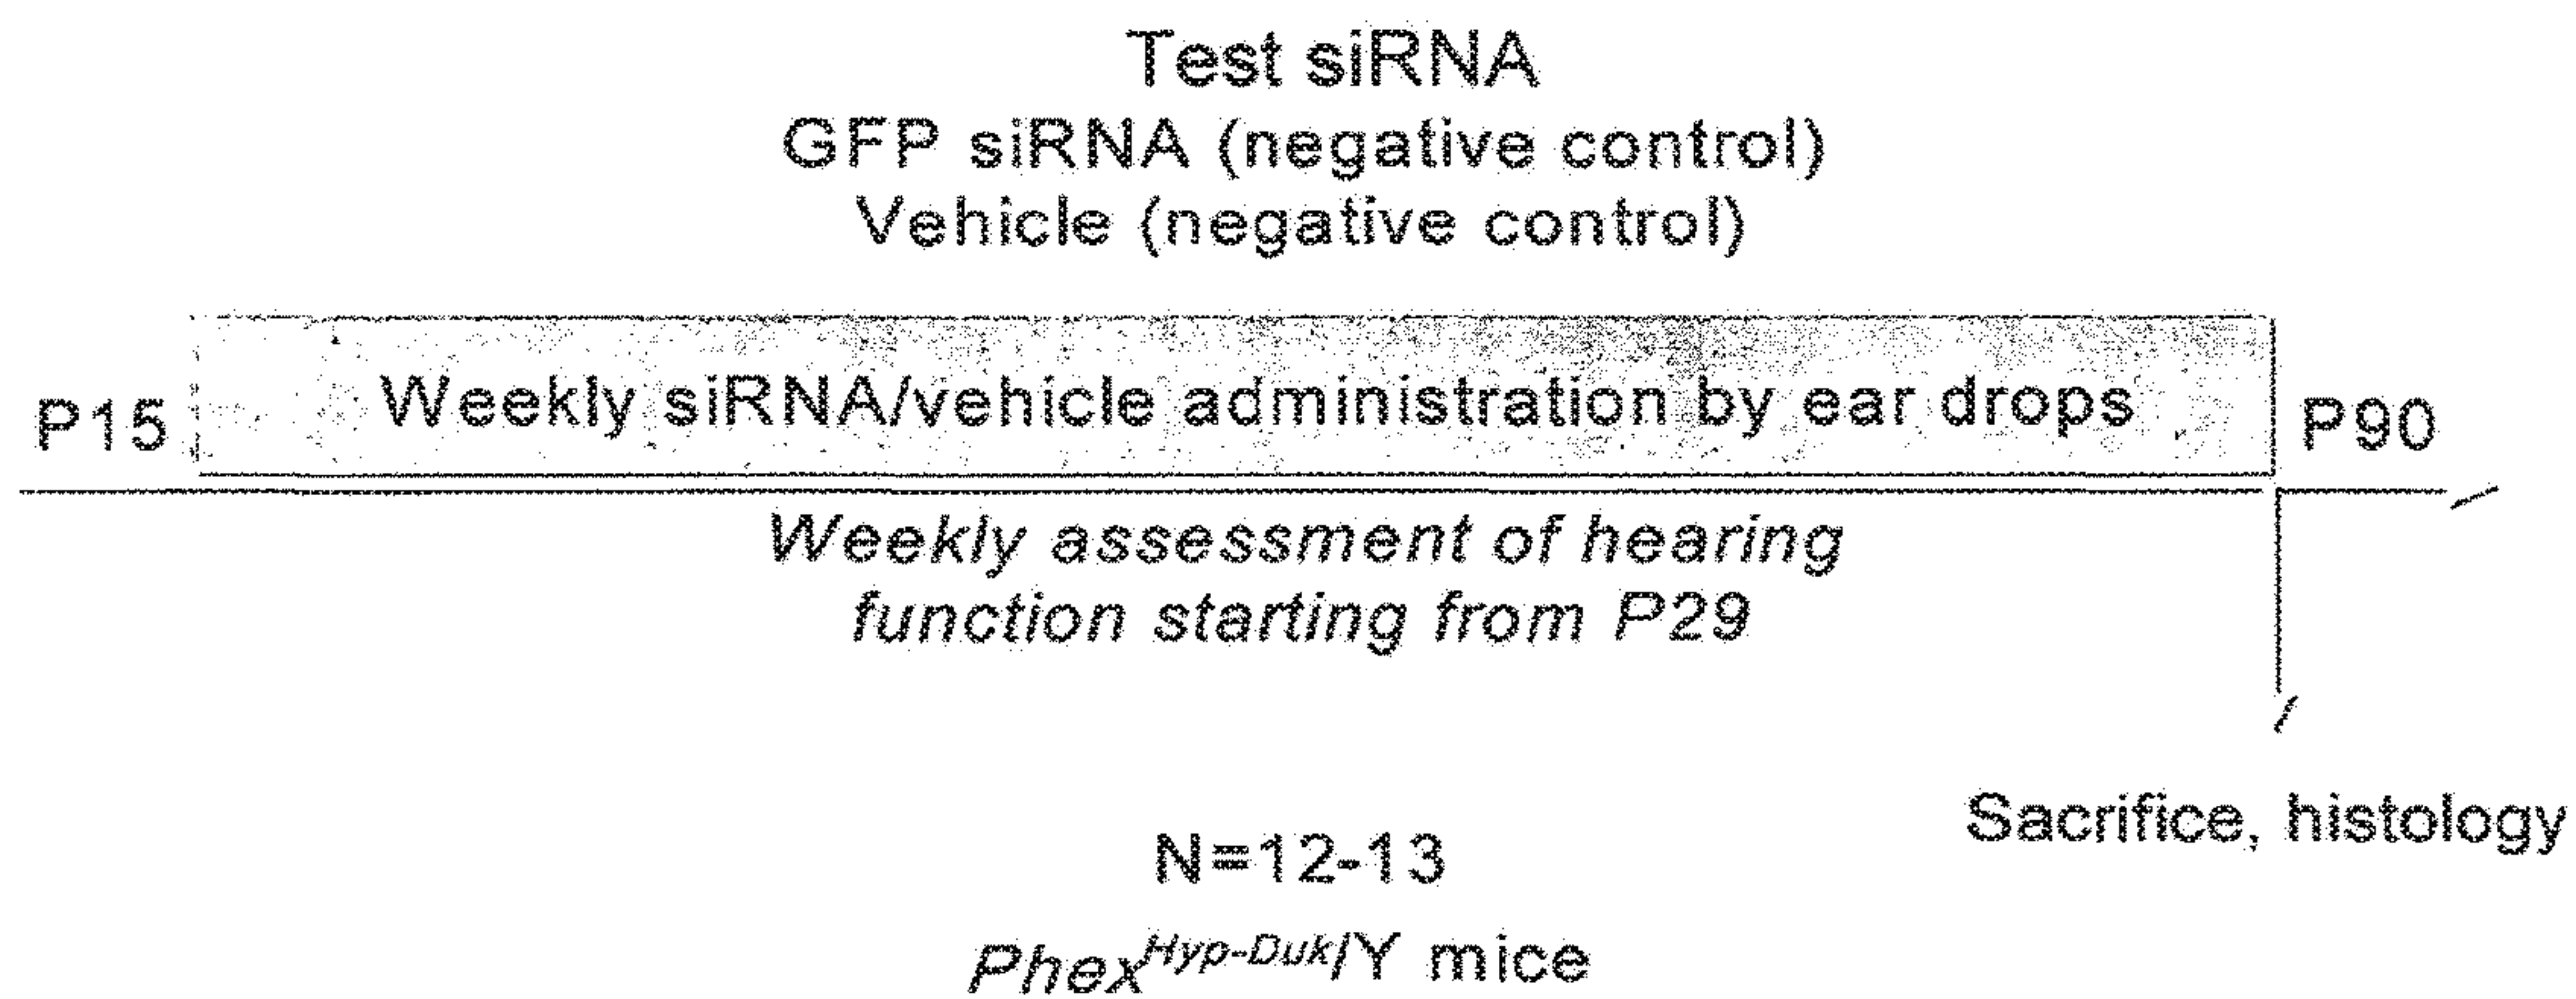 Test siRNA
GFP siRNA (negative control)
Vehicle (negative control)
P15
Weekly siRNA/vehicle administration by ear drops
P90
Weekly assessment of hearing
function starting from P29
Sacrifice, histology
N=12-13
Phex^Hyp-Duk/Y mice